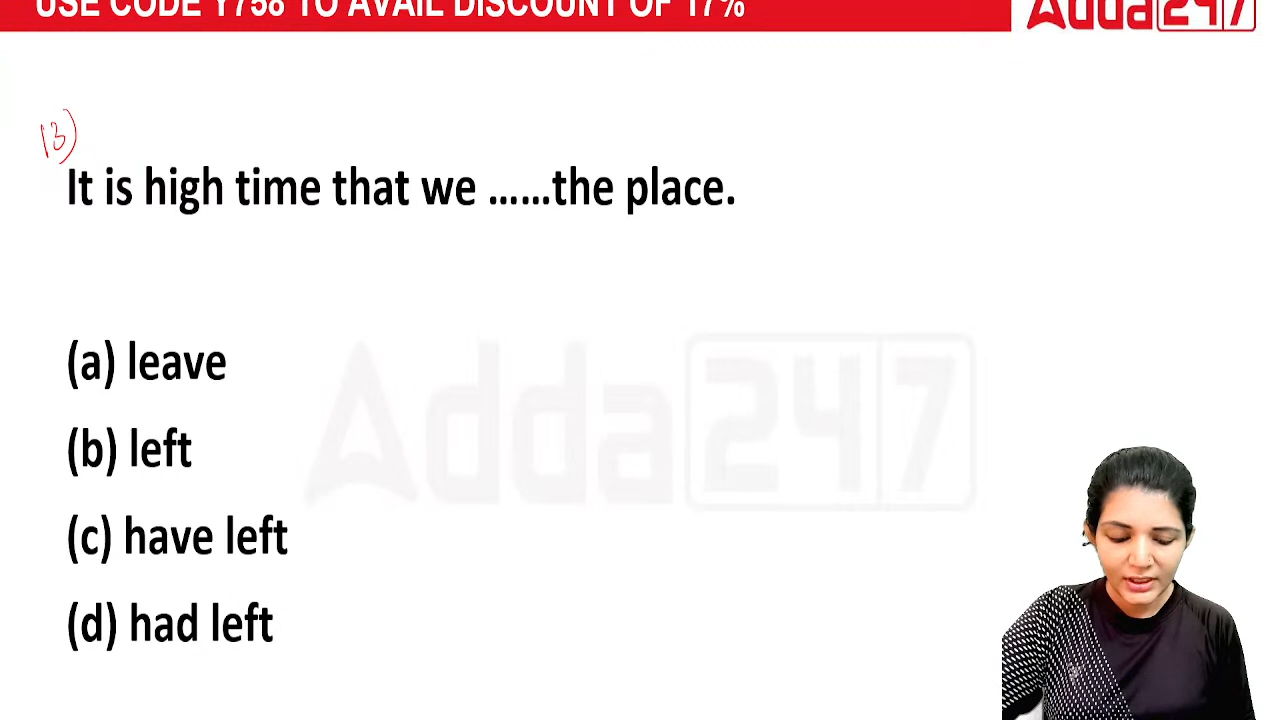 USE CODE Y758 TO AVAIL DISCOUNT OF 17%
Adda247
13)
It is high time that we ......the place.
Adda247
(a) leave
(b) left
(c) have left
(d) had left